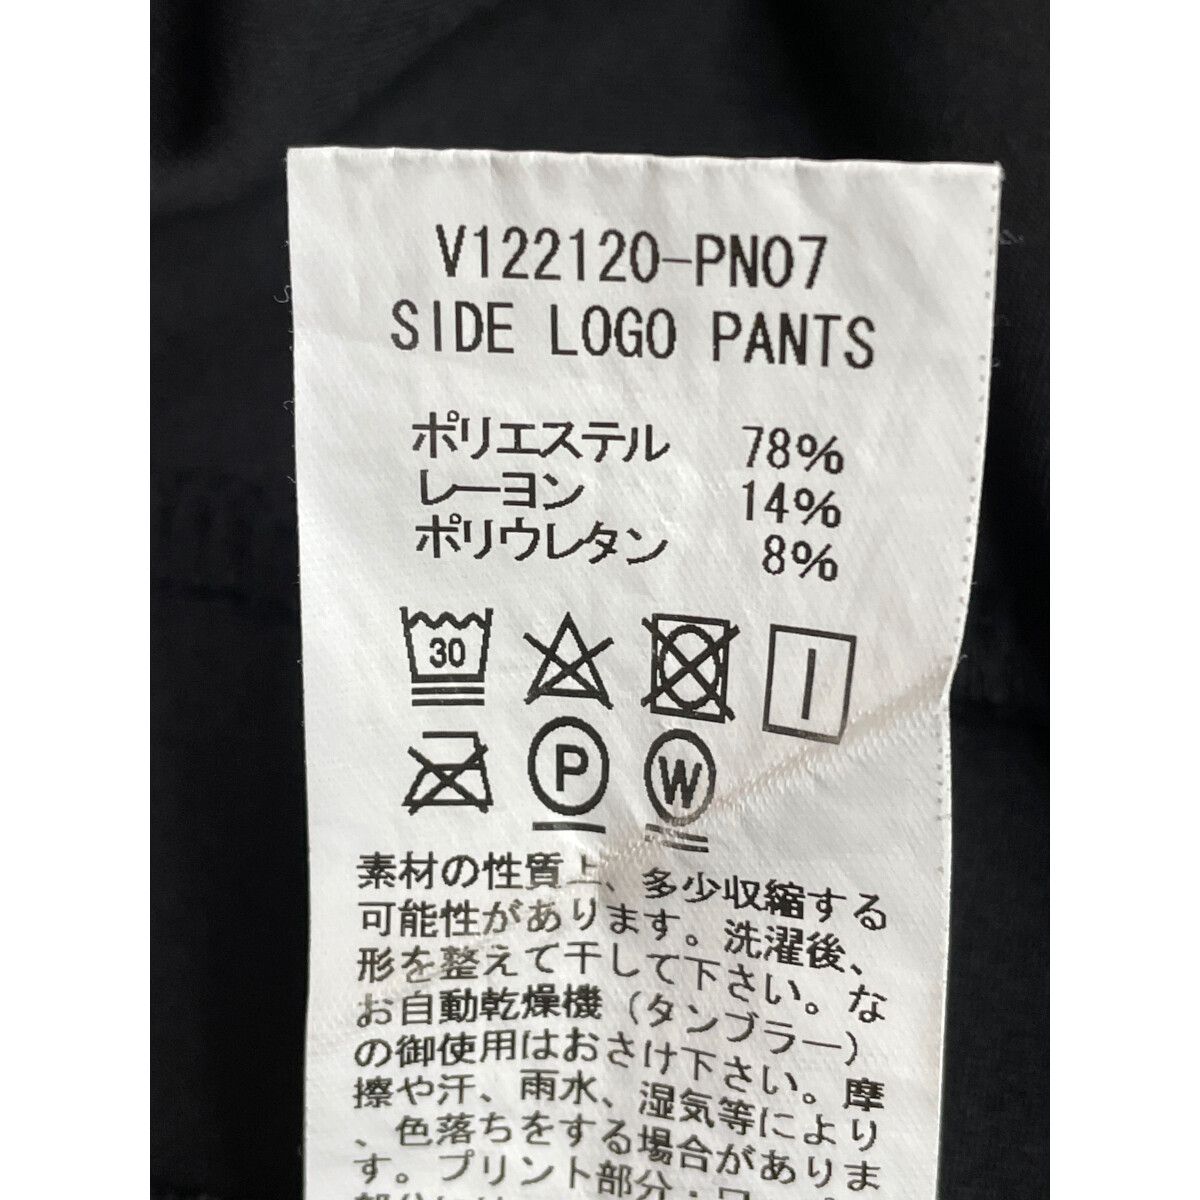 V122120-PN07
SIDE LOGO PANTS
ポリエステル 78%
レーヨン 14%
ポリウレタン 8%
30
P W
素材の性質上、多少収縮する
可能性があります。洗濯後、
形を整えて干して下さい。な
お自動乾燥機(タンブラー)
の御使用はおさけ下さい。摩
擦や汗、雨水、湿気等により
、色落ちをする場合がありま
す。プリント部分・